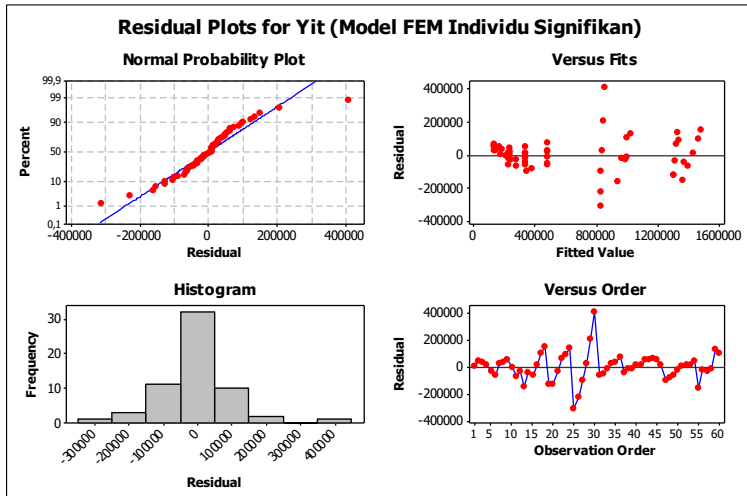 Residual Plots for Yit (Model FEM Individu Signifikan)
Normal Probability Plot
99,9
99
90
50
10
1
0,1
Percent
-400000 -200000 0 200000 400000
Residual
Versus Fits
400000
200000
0
-200000
-400000
Residual
0 400000 800000 1200000 1600000
Fitted Value
Histogram
30
20
10
0
Frequency
-300000 -200000 -100000 0 100000 200000 300000 400000
Residual
Versus Order
400000
200000
0
-200000
-400000
Residual
1 5 10 15 20 25 30 35 40 45 50 55 60
Observation Order